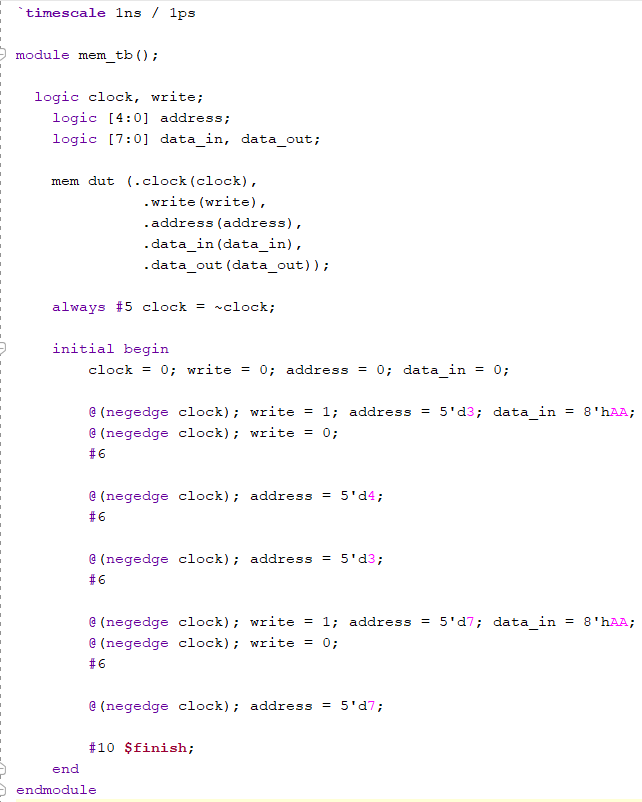 `timescale 1ns / 1ps
module mem_tb();
logic clock, write;
logic [4:0] address;
logic [7:0] data_in, data_out;
mem dut (.clock(clock),
.write(write),
.address(address),
.data_in(data_in),
.data_out(data_out));
always #5 clock = ~clock;
initial begin
clock = 0; write = 0; address = 0; data_in = 0;
@(negedge clock); write = 1; address = 5'd3; data_in = 8'hAA;
@(negedge clock); write = 0;
#6
@(negedge clock); address = 5'd4;
#6
@(negedge clock); address = 5'd3;
#6
@(negedge clock); write = 1; address = 5'd7; data_in = 8'hAA;
@(negedge clock); write = 0;
#6
@(negedge clock); address = 5'd7;
#10 $finish;
end
endmodule